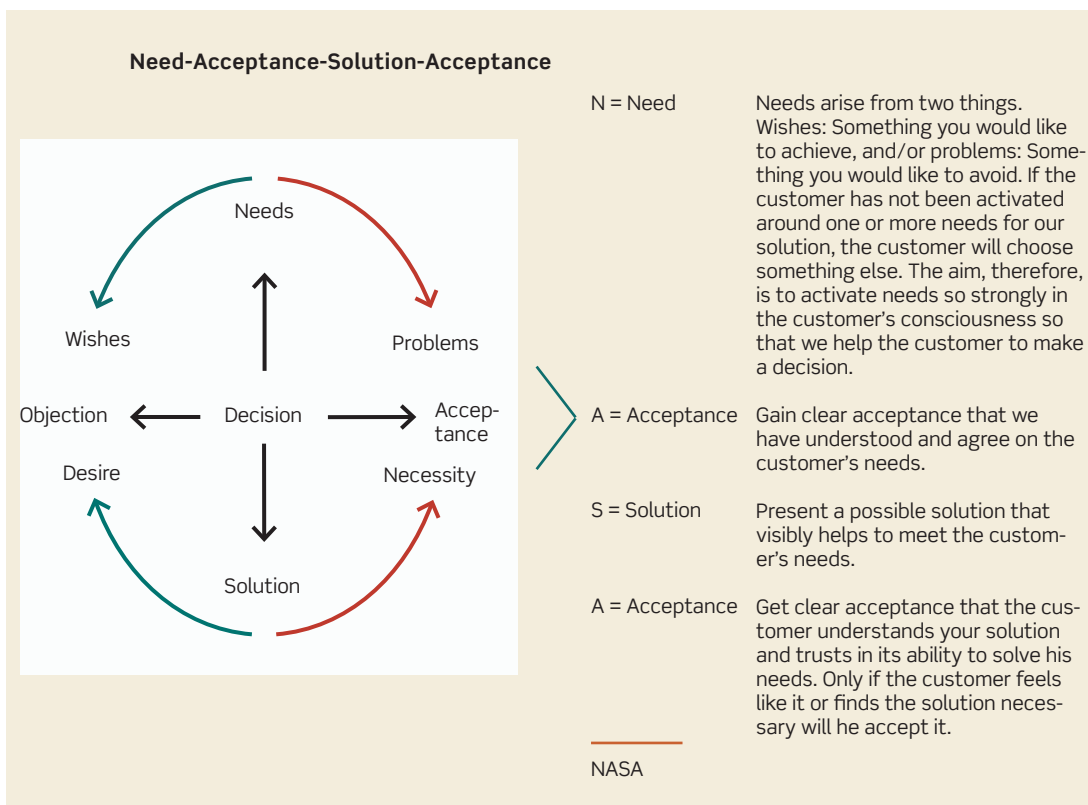 Need-Acceptance-Solution-Acceptance
Needs
Wishes
Problems
Objection
Decision
Accep-
tance
Desire
Necessity
Solution
N = Need
Needs arise from two things.
Wishes: Something you would like
to achieve, and/or problems: Some-
thing you would like to avoid. If the
customer has not been activated
around one or more needs for our
solution, the customer will choose
something else. The aim, therefore,
is to activate needs so strongly in
the customer's consciousness so
that we help the customer to make
a decision.
A = Acceptance
Gain clear acceptance that we
have understood and agree on the
customer's needs.
S = Solution
Present a possible solution that
visibly helps to meet the custom-
er's needs.
A = Acceptance
Get clear acceptance that the cus-
tomer understands your solution
and trusts in its ability to solve his
needs. Only if the customer feels
like it or finds the solution neces-
sary will he accept it.
NASA